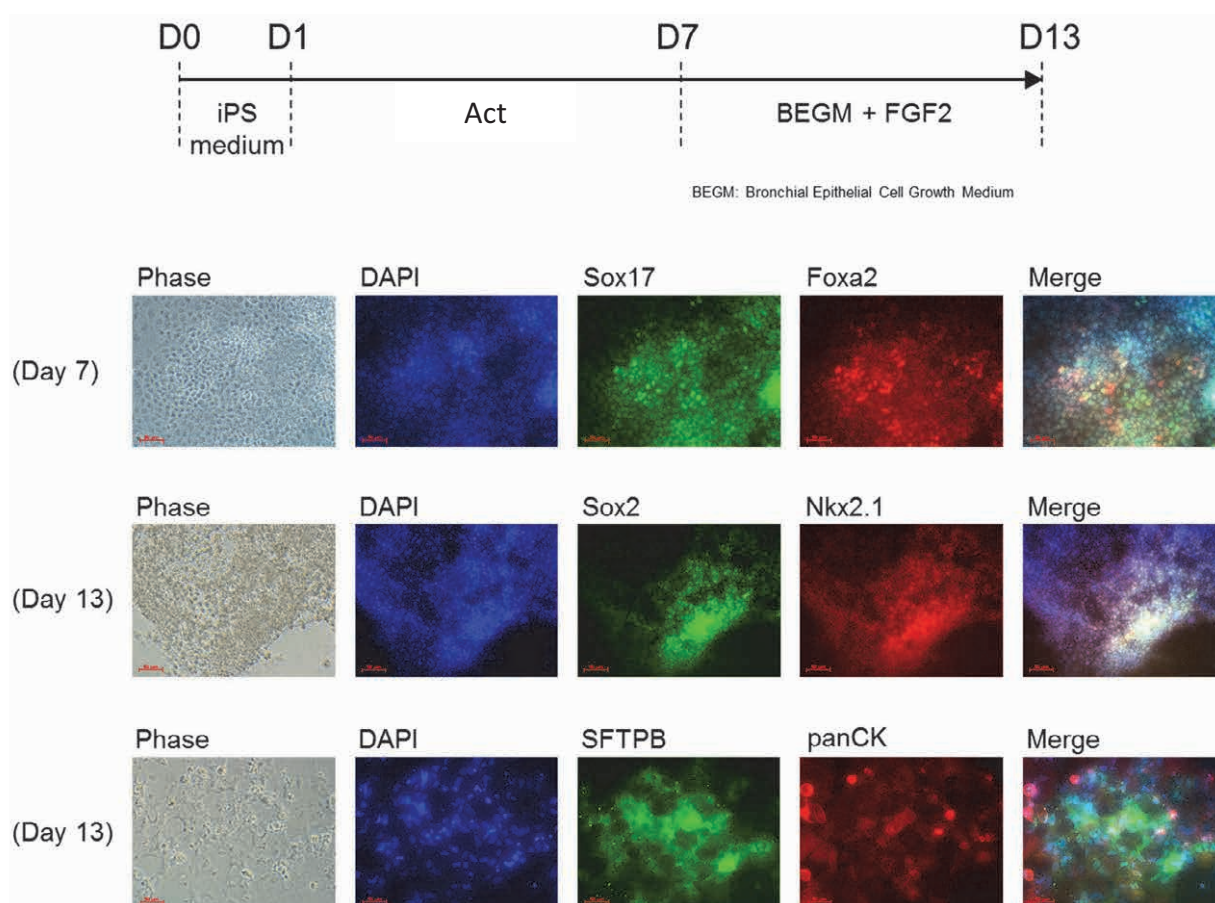 D0 D1 D7 D13
iPS
medium
Act
BEGM + FGF2
BEGM: Bronchial Epithelial Cell Growth Medium
Phase DAPI Sox17 Foxa2 Merge
(Day 7)
Phase DAPI Sox2 Nkx2.1 Merge
(Day 13)
Phase DAPI SFTPB panCK Merge
(Day 13)